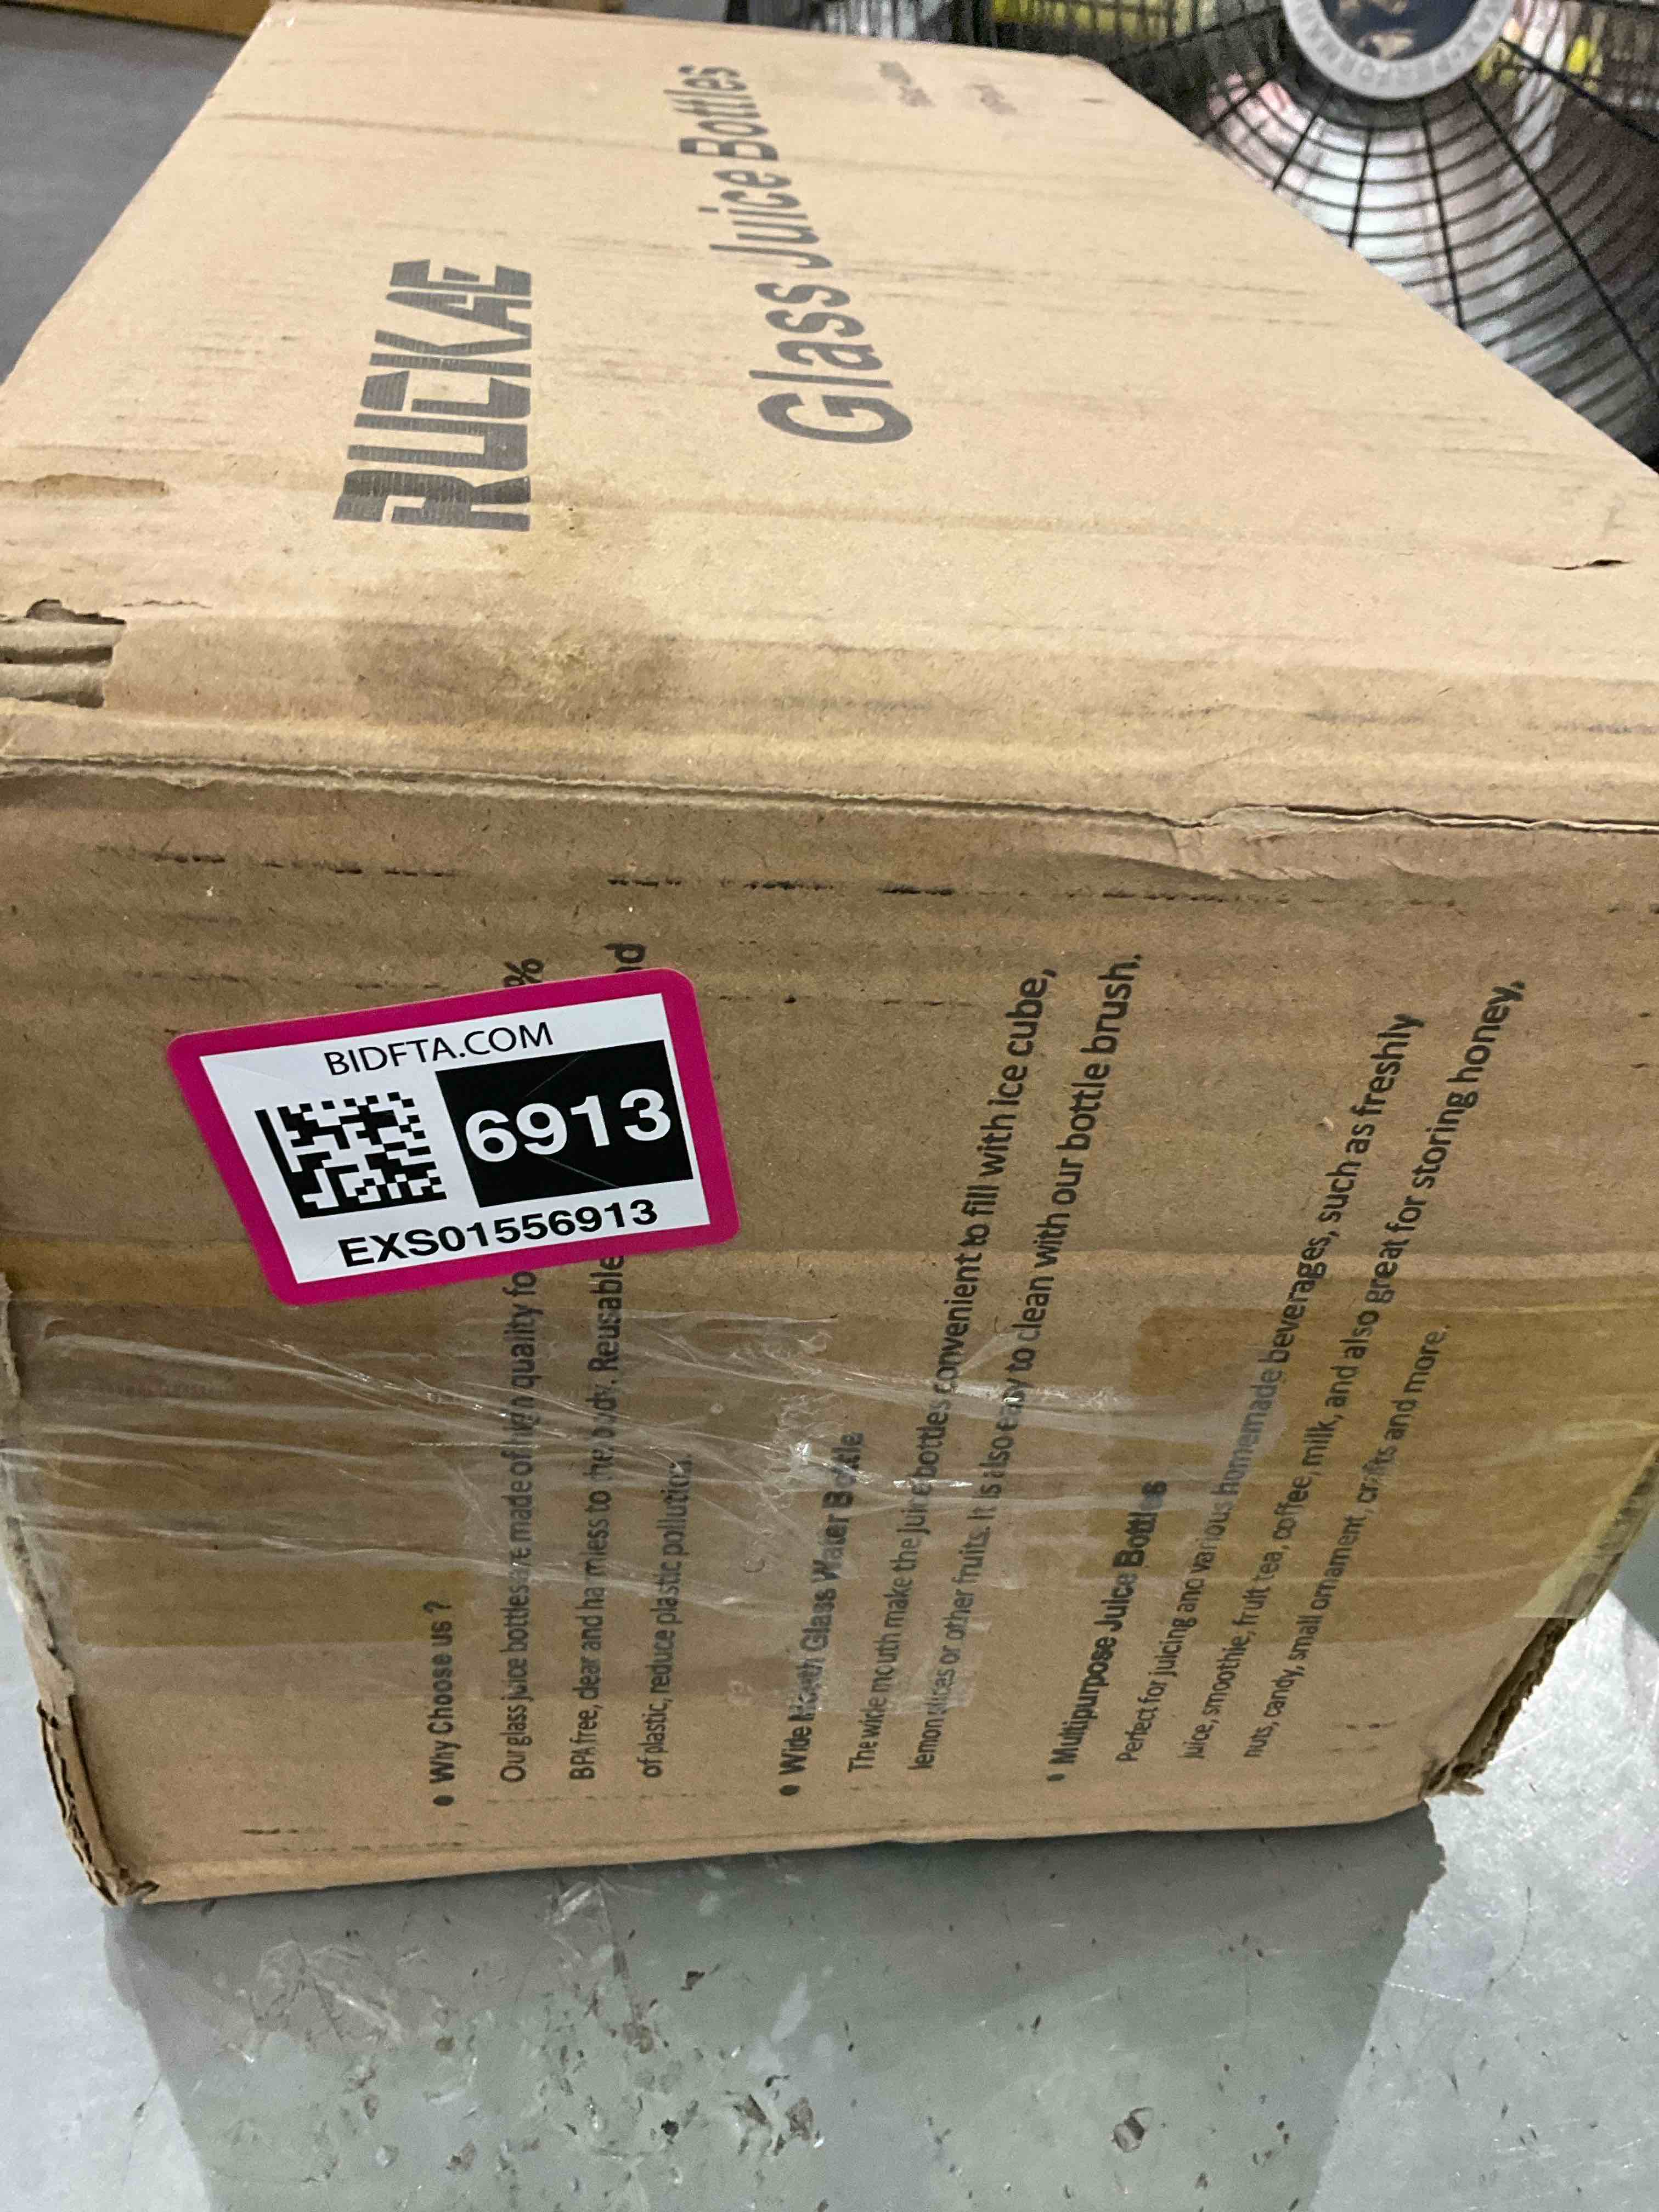 RUCKAE
Glass Juice Bottles
BIDFTA.COM
6913
EXS01556913
• Why Choose us ?
Our glass juice bottles are made of high quality fo %
BPA free, clear and harmless to the body. Reusable nd
of plastic, reduce plastic pollution.
• Wide Mouth Glass Water Bottle
The wide mouth make the juice bottles convenient to fill with ice cube,
lemon slices or other fruits. It is also easy to clean with our bottle brush.
• Multipurpose Juice Bottles
Perfect for juicing and various homemade beverages, such as freshly
juice, smoothie, fruit tea, coffee, milk, and also great for storing honey,
nuts, candy, small ornament, crafts and more.